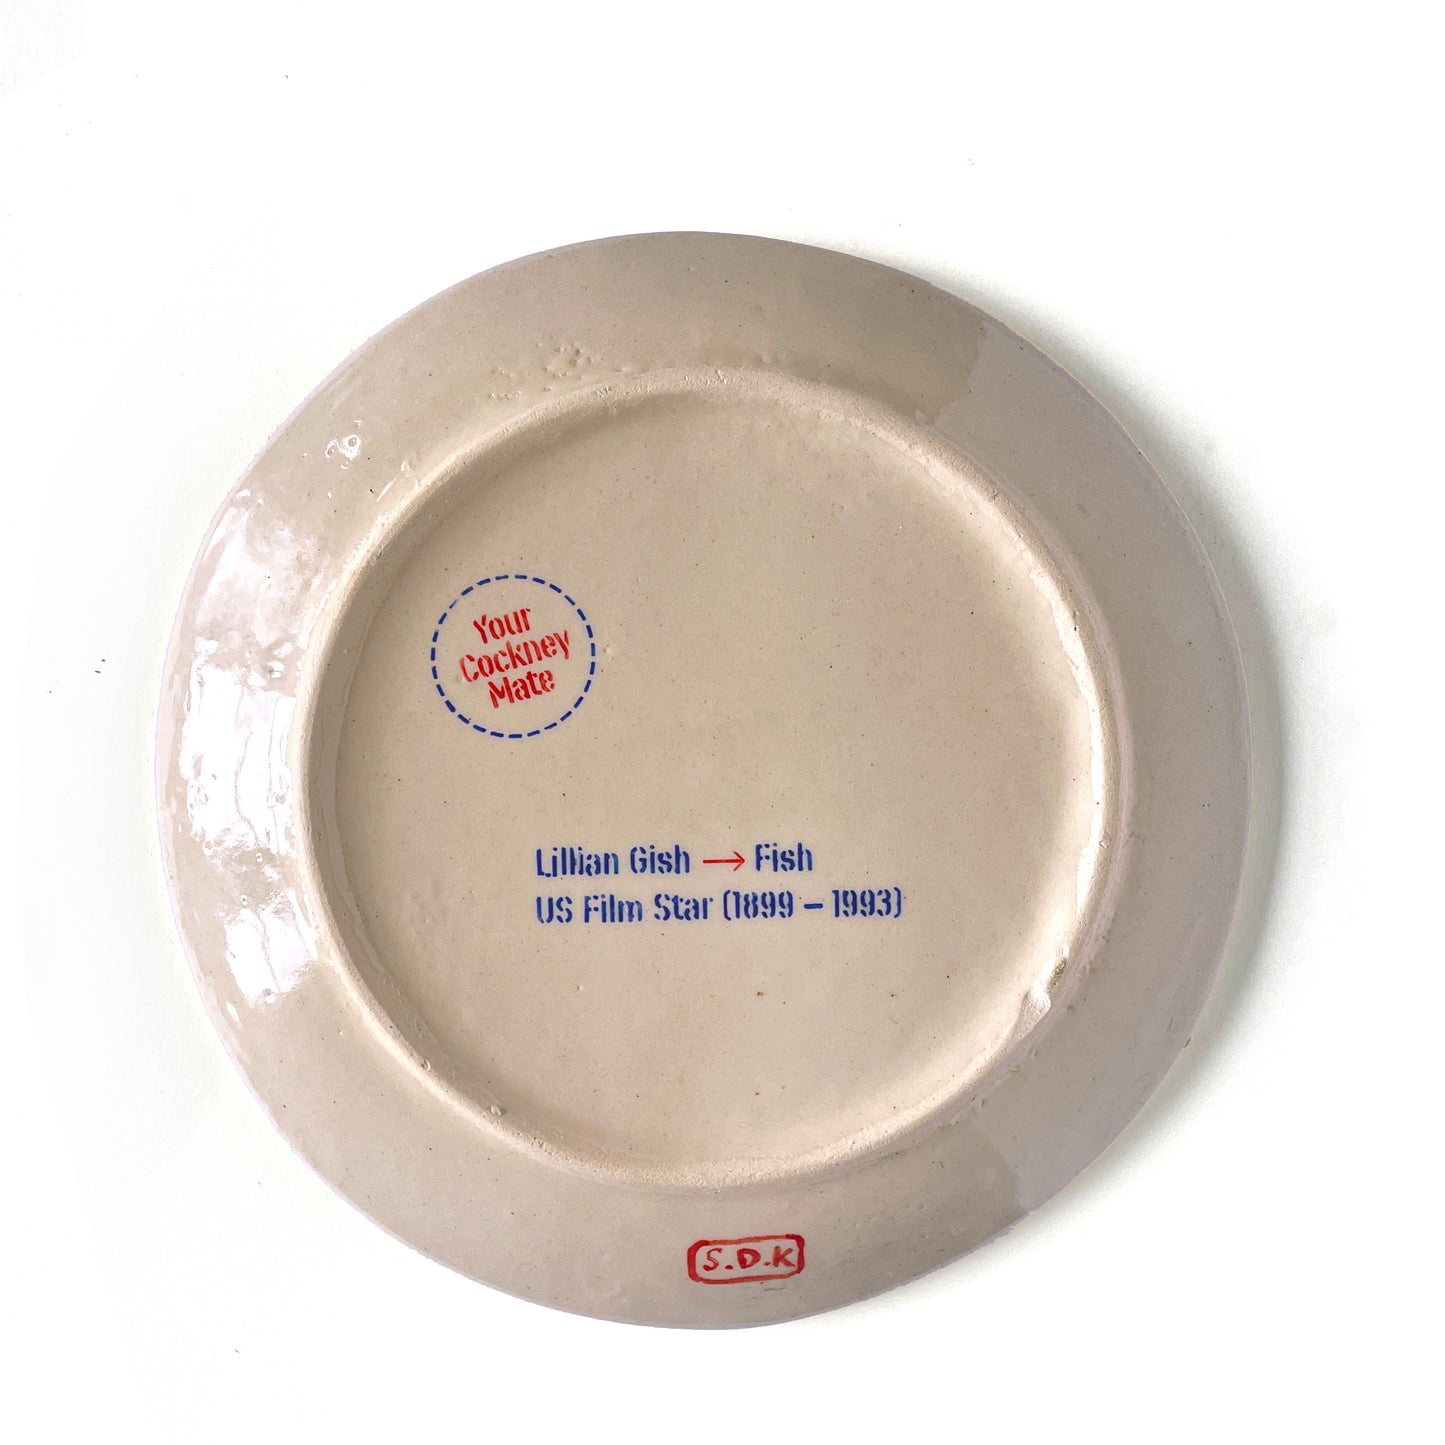 Your
Cockney
Mate
Lillian Gish → Fish
US Film Star (1899 – 1993)
S.D.K